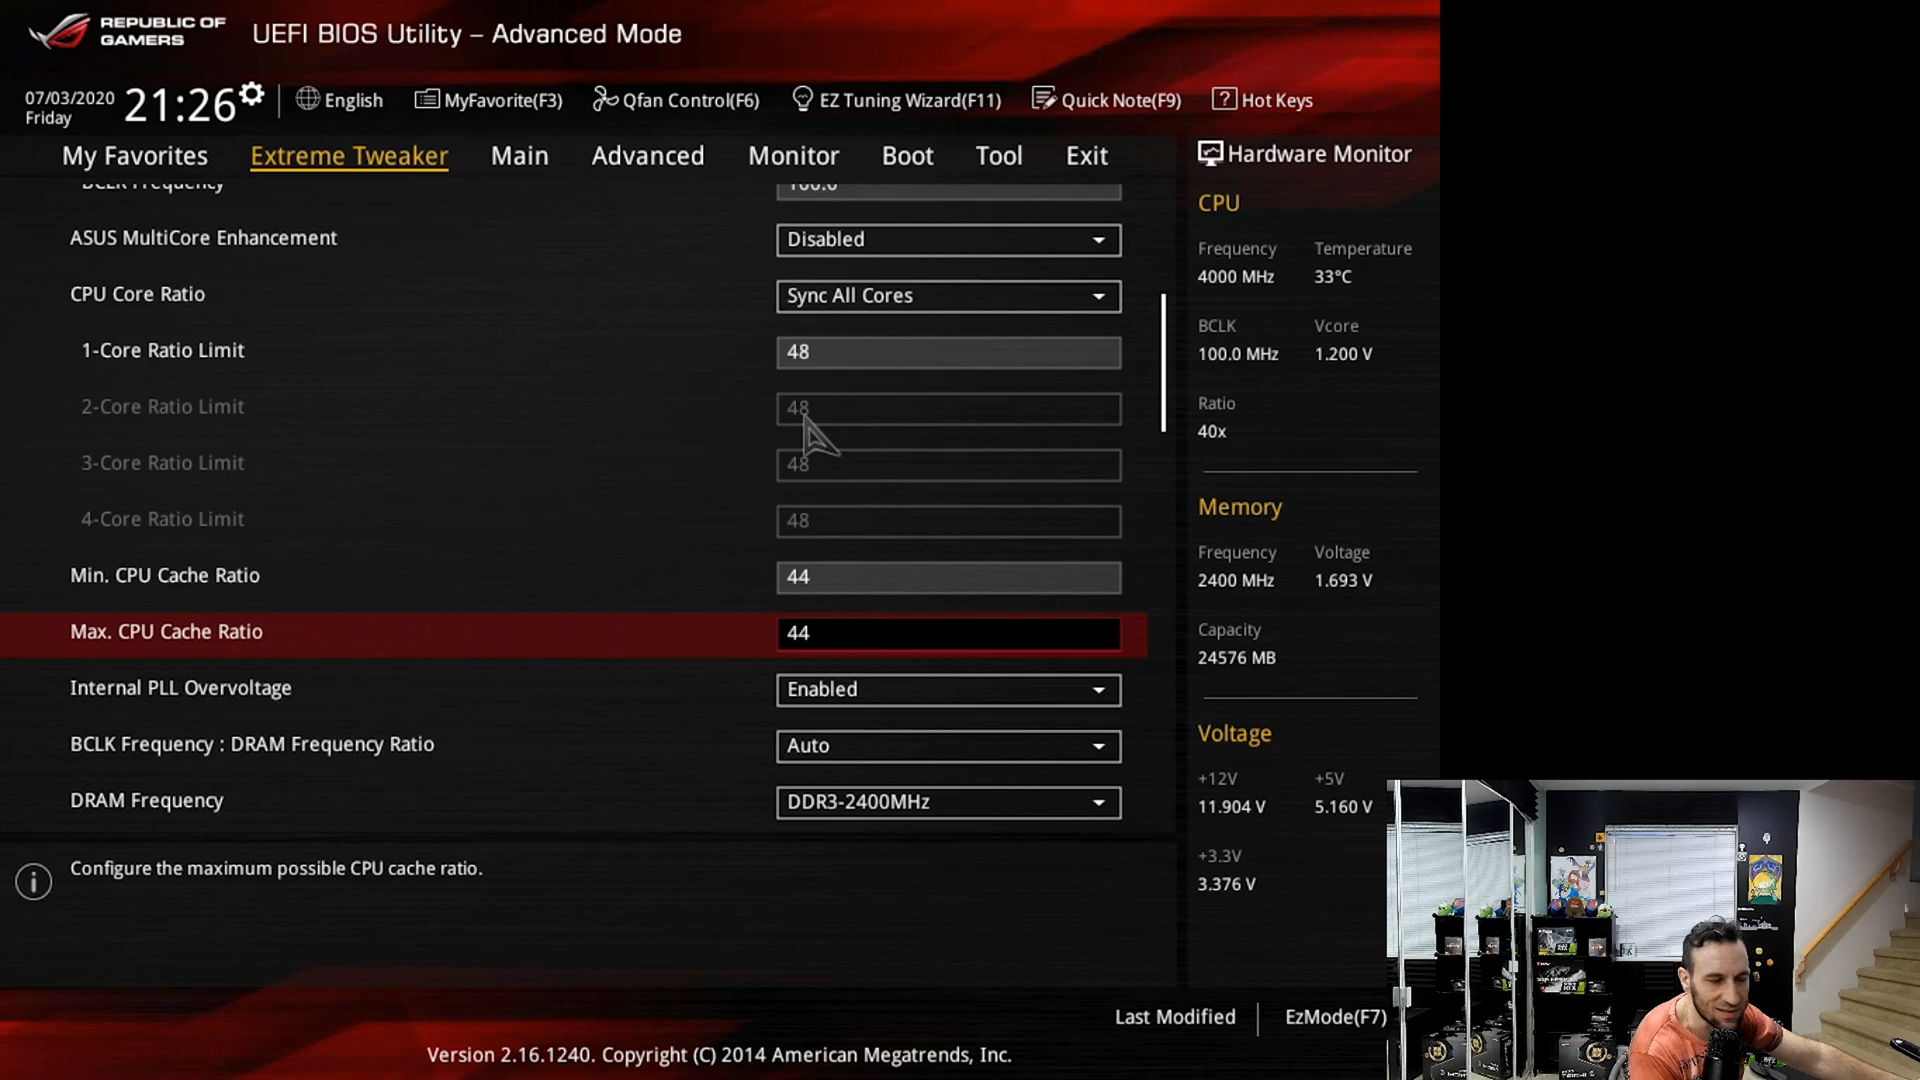 REPUBLIC OF
GAMERS
UEFI BIOS Utility – Advanced Mode
07/03/2020
Friday
21:26
English
MyFavorite(F3)
Qfan Control(F6)
EZ Tuning Wizard(F11)
Quick Note(F9)
? Hot Keys
My Favorites
Extreme Tweaker
Main
Advanced
Monitor
Boot
Tool
Exit
BCLK Frequency
100.0
ASUS MultiCore Enhancement
Disabled
CPU Core Ratio
Sync All Cores
1-Core Ratio Limit
48
2-Core Ratio Limit
48
3-Core Ratio Limit
48
4-Core Ratio Limit
48
Min. CPU Cache Ratio
44
Max. CPU Cache Ratio
44
Internal PLL Overvoltage
Enabled
BCLK Frequency : DRAM Frequency Ratio
Auto
DRAM Frequency
DDR3-2400MHz
Configure the maximum possible CPU cache ratio.
Hardware Monitor
CPU
Frequency Temperature
4000 MHz 33°C
BCLK Vcore
100.0 MHz 1.200 V
Ratio
40x
Memory
Frequency Voltage
2400 MHz 1.693 V
Capacity
24576 MB
Voltage
+12V +5V
11.904 V 5.160 V
+3.3V
3.376 V
Last Modified
EzMode(F7)
Version 2.16.1240. Copyright (C) 2014 American Megatrends, Inc.